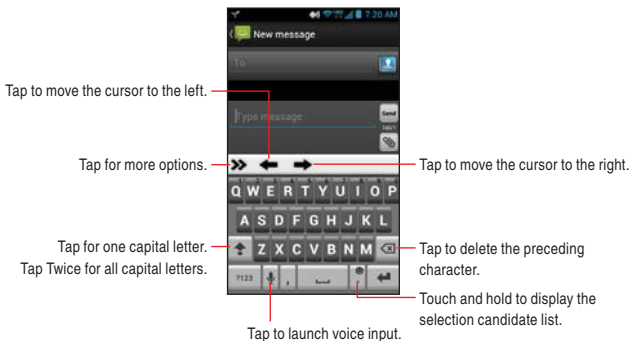 7:20 AM
New message
To
Tap to move the cursor to the left.
Type message
Send
160/1
Tap for more options.
Tap to move the cursor to the right.
Q W E R T Y U I O P
A S D F G H J K L
Tap for one capital letter.
Tap Twice for all capital letters.
Z X C V B N M
Tap to delete the preceding
character.
?123 , .
Touch and hold to display the
selection candidate list.
Tap to launch voice input.